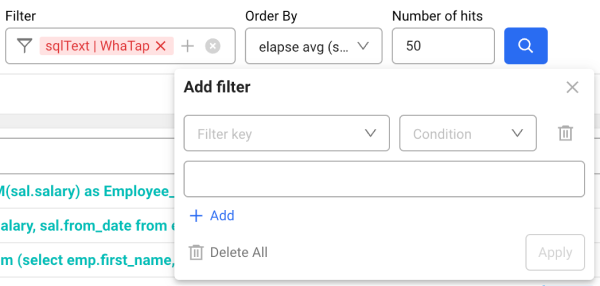 Filter Order By Number of hits
sqlText | WhaTap elapse avg (s... 50
Add filter
Filter key Condition
M(sal.salary) as Employee_
Add
alary, sal.from_date from e
Delete All Apply
m (select emp.first_name,